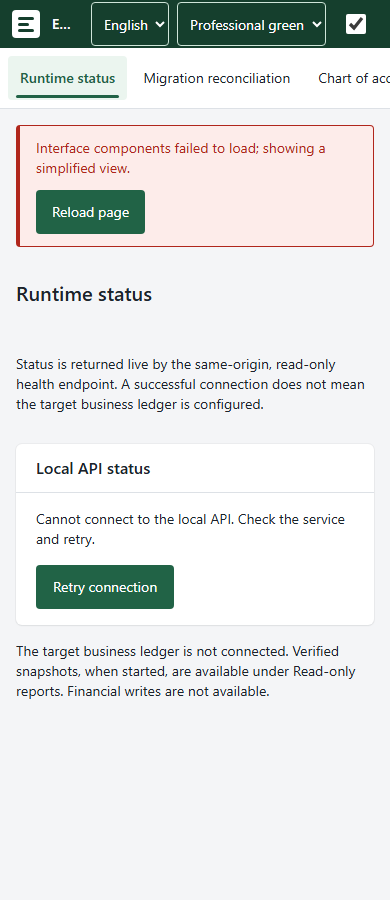 E...
English
Professional green
Runtime status
Migration reconciliation
Chart of acc
Interface components failed to load; showing a
simplified view.
Reload page
Runtime status
Status is returned live by the same-origin, read-only
health endpoint. A successful connection does not mean
the target business ledger is configured.
Local API status
Cannot connect to the local API. Check the service
and retry.
Retry connection
The target business ledger is not connected. Verified
snapshots, when started, are available under Read-only
reports. Financial writes are not available.